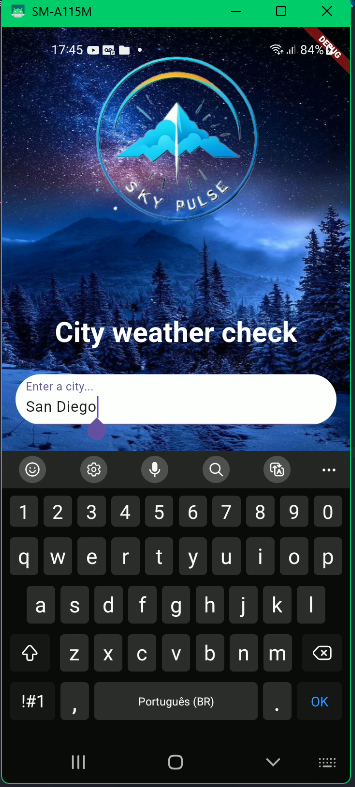 SM-A115M
17:45
84%
DEBUG
SKY PULSE
City weather check
Enter a city...
San Diego
1 2 3 4 5 6 7 8 9 0
q w e r t y u i o p
a s d f g h j k l
z x c v b n m
!#1 , Português (BR) . OK